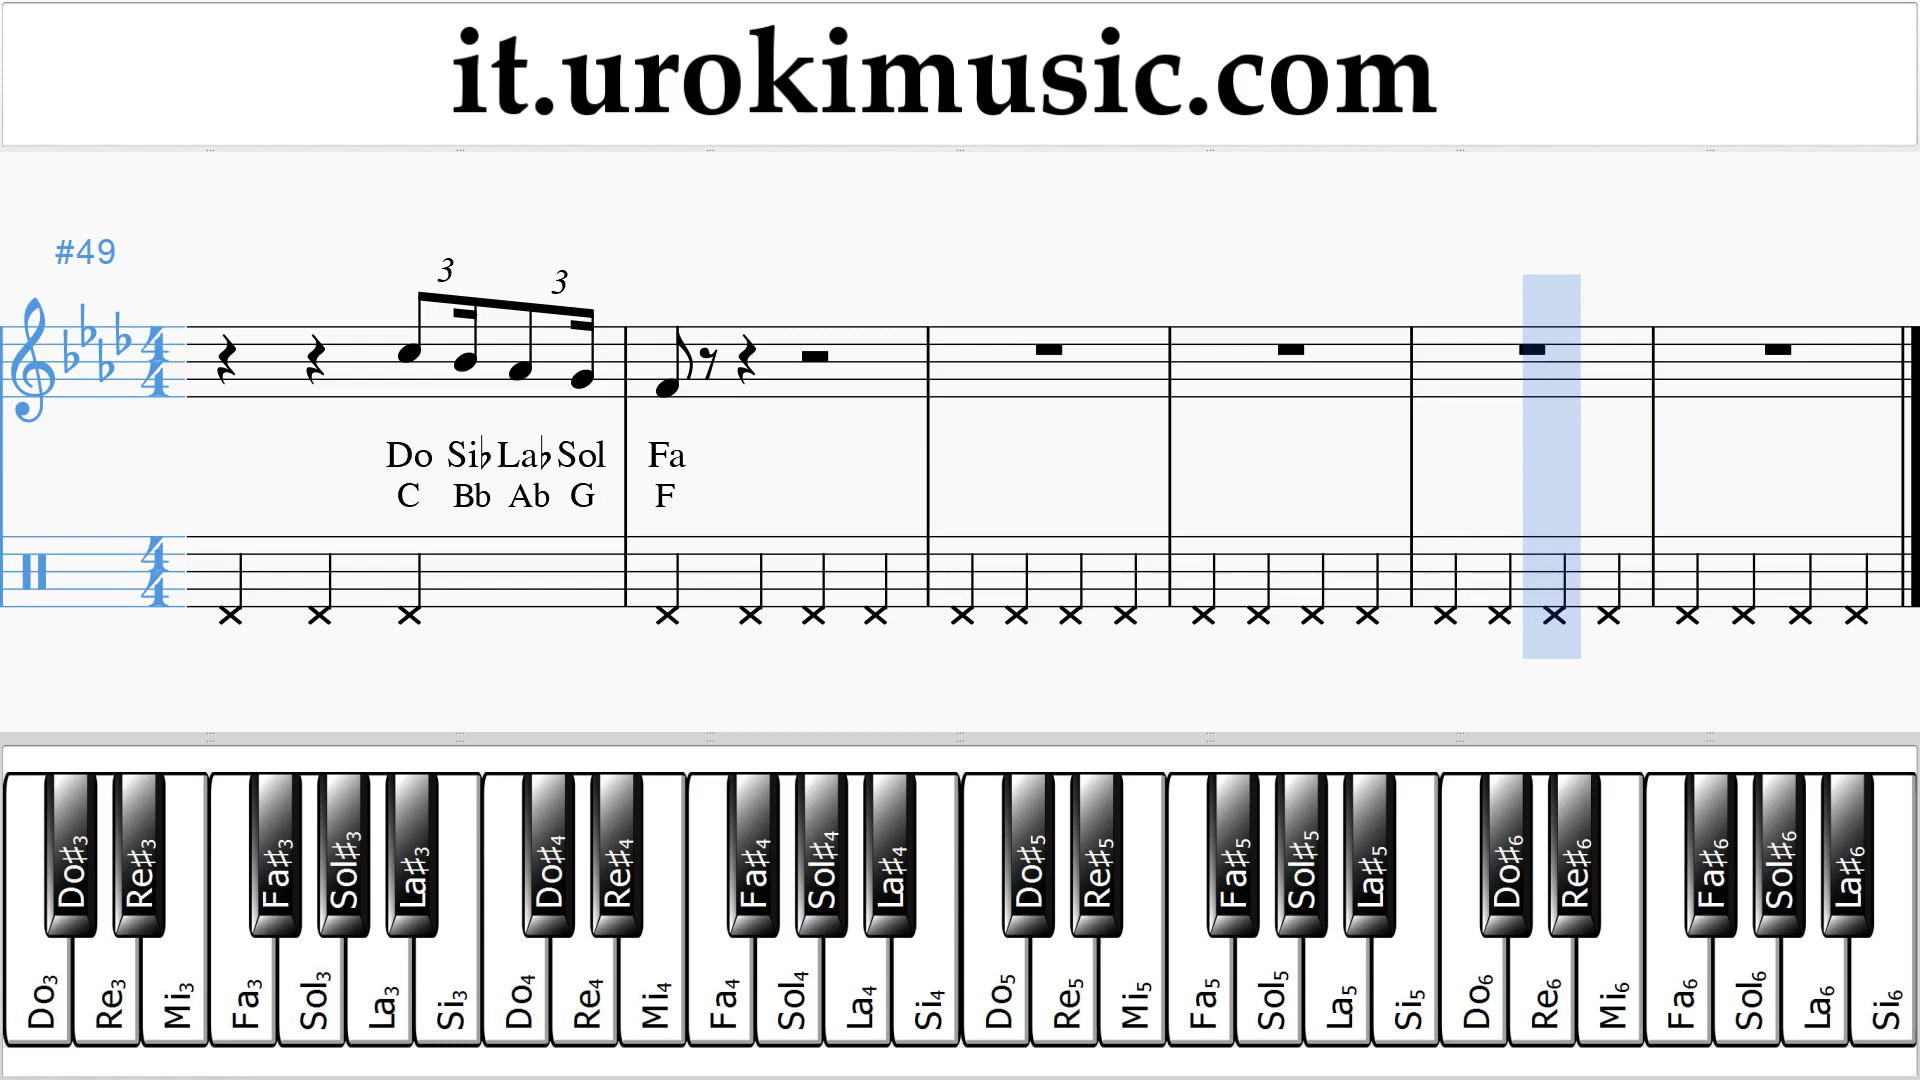 it.urokimusic.com
#49
3 3
4
4
Do Si♭ La♭ Sol Fa
C Bb Ab G F
4
4
Do#3 Re#3 Fa#3 Sol#3 La#3 Do#4 Re#4 Fa#4 Sol#4 La#4 Do#5 Re#5 Fa#5 Sol#5 La#5 Do#6 Re#6 Fa#6 Sol#6 La#6
Do3 Re3 Mi3 Fa3 Sol3 La3 Si3 Do4 Re4 Mi4 Fa4 Sol4 La4 Si4 Do5 Re5 Mi5 Fa5 Sol5 La5 Si5 Do6 Re6 Mi6 Fa6 Sol6 La6 Si6